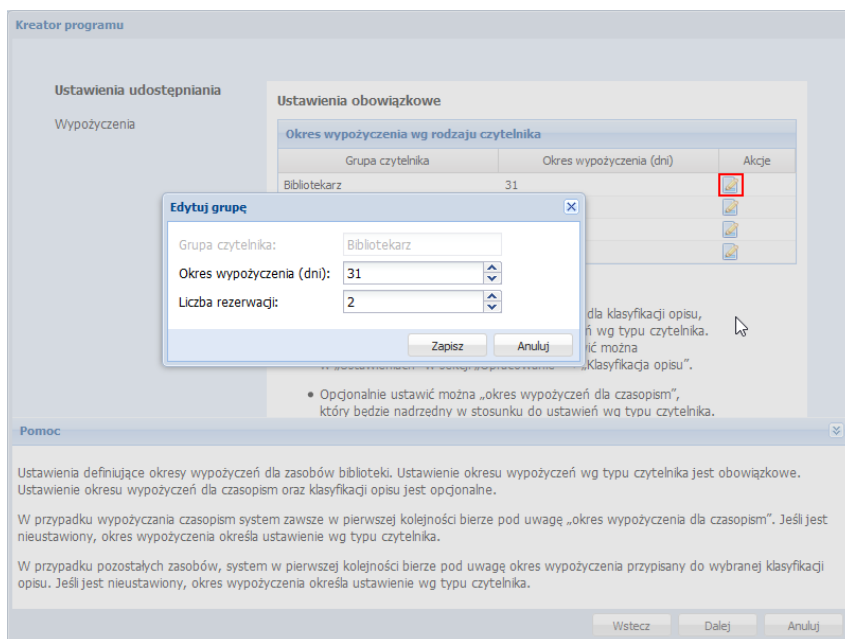 Kreator programu
Ustawienia udostępniania
Wypożyczenia
Ustawienia obowiązkowe
Okres wypożyczenia wg rodzaju czytelnika
Grupa czytelnika Okres wypożyczenia (dni) Akcje
Bibliotekarz 31
Edytuj grupę
Grupa czytelnika: Bibliotekarz
Okres wypożyczenia (dni): 31
Liczba rezerwacji: 2
Zapisz Anuluj
dla klasyfikacji opisu,
ń wg typu czytelnika.
ić można
„Klasyfikacja opisu”.
• Opcjonalnie ustawić można „okres wypożyczeń dla czasopism”,
który będzie nadrzędny w stosunku do ustawień wg typu czytelnika.
Pomoc
Ustawienia definiujące okresy wypożyczeń dla zasobów biblioteki. Ustawienie okresu wypożyczeń wg typu czytelnika jest obowiązkowe.
Ustawienie okresu wypożyczeń dla czasopism oraz klasyfikacji opisu jest opcjonalne.
W przypadku wypożyczania czasopism system zawsze w pierwszej kolejności bierze pod uwagę „okres wypożyczenia dla czasopism”. Jeśli jest
nieustawiony, okres wypożyczenia określa ustawienie wg typu czytelnika.
W przypadku pozostałych zasobów, system w pierwszej kolejności bierze pod uwagę okres wypożyczenia przypisany do wybranej klasyfikacji
opisu. Jeśli jest nieustawiony, okres wypożyczenia określa ustawienie wg typu czytelnika.
Wstecz Dalej Anuluj